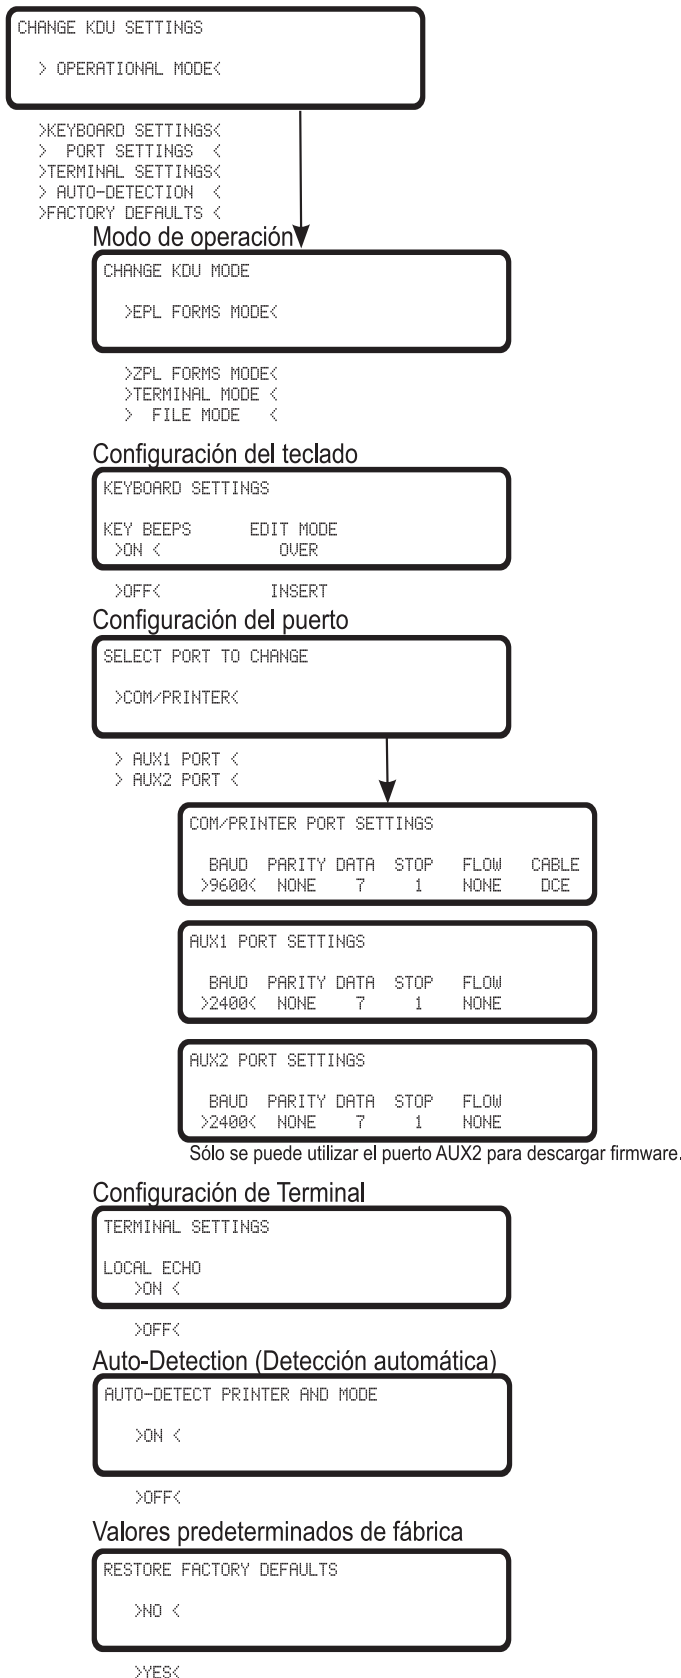 CHANGE KDU SETTINGS
> OPERATIONAL MODE<
>KEYBOARD SETTINGS<
> PORT SETTINGS <
>TERMINAL SETTINGS<
> AUTO-DETECTION <
>FACTORY DEFAULTS <
Modo de operación
CHANGE KDU MODE
>EPL FORMS MODE<
>ZPL FORMS MODE<
>TERMINAL MODE <
> FILE MODE <
Configuración del teclado
KEYBOARD SETTINGS
KEY BEEPS EDIT MODE
>ON < OVER
>OFF< INSERT
Configuración del puerto
SELECT PORT TO CHANGE
>COM/PRINTER<
> AUX1 PORT <
> AUX2 PORT <
COM/PRINTER PORT SETTINGS
BAUD PARITY DATA STOP FLOW CABLE
>9600< NONE 7 1 NONE DCE
AUX1 PORT SETTINGS
BAUD PARITY DATA STOP FLOW
>2400< NONE 7 1 NONE
AUX2 PORT SETTINGS
BAUD PARITY DATA STOP FLOW
>2400< NONE 7 1 NONE
Sólo se puede utilizar el puerto AUX2 para descargar firmware.
Configuración de Terminal
TERMINAL SETTINGS
LOCAL ECHO
>ON <
>OFF<
Auto-Detection (Detección automática)
AUTO-DETECT PRINTER AND MODE
>ON <
>OFF<
Valores predeterminados de fábrica
RESTORE FACTORY DEFAULTS
>NO <
>YES<